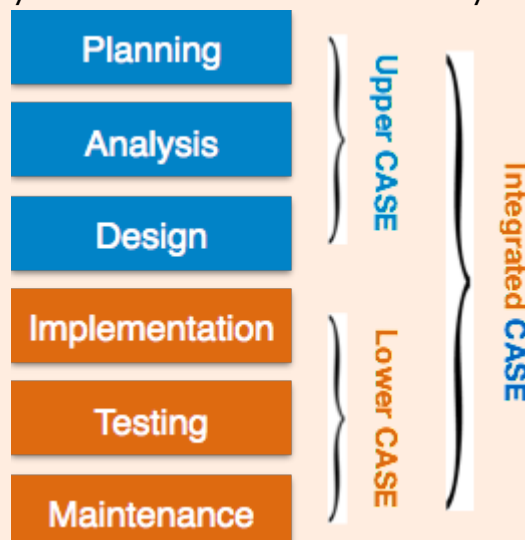 Planning
Analysis
Design
Implementation
Testing
Maintenance
Upper CASE
Lower CASE
Integrated CASE